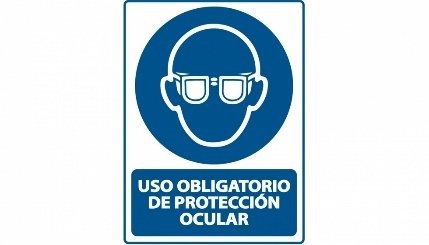 USO OBLIGATORIO
DE PROTECCIÓN
OCULAR